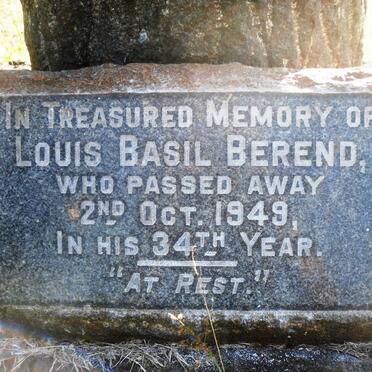 IN TREASURED MEMORY OF
LOUIS BASIL BEREND,
WHO PASSED AWAY
2ND OCT. 1949,
IN HIS 34TH YEAR.
"AT REST."